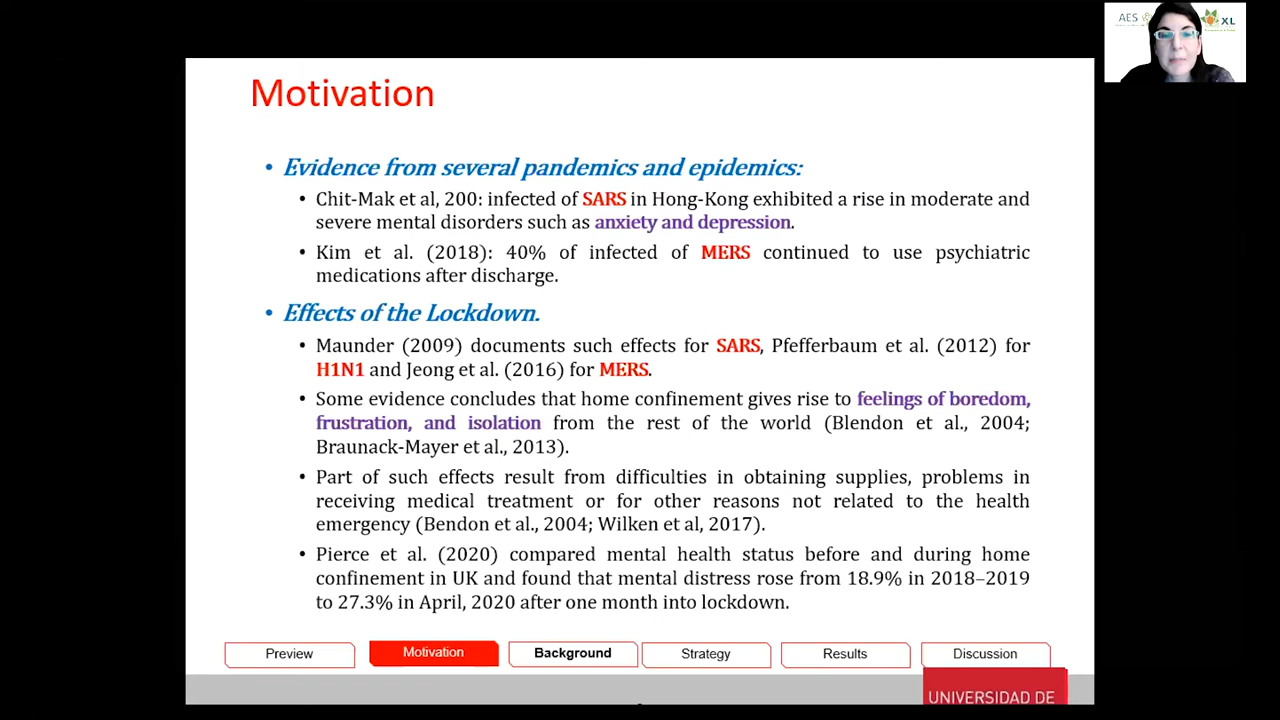 AES
XL
Motivation
• Evidence from several pandemics and epidemics:
• Chit-Mak et al, 200: infected of SARS in Hong-Kong exhibited a rise in moderate and
severe mental disorders such as anxiety and depression.
• Kim et al. (2018): 40% of infected of MERS continued to use psychiatric
medications after discharge.
• Effects of the Lockdown.
• Maunder (2009) documents such effects for SARS, Pfefferbaum et al. (2012) for
H1N1 and Jeong et al. (2016) for MERS.
• Some evidence concludes that home confinement gives rise to feelings of boredom,
frustration, and isolation from the rest of the world (Blendon et al., 2004;
Braunack-Mayer et al., 2013).
• Part of such effects result from difficulties in obtaining supplies, problems in
receiving medical treatment or for other reasons not related to the health
emergency (Bendon et al., 2004; Wilken et al, 2017).
• Pierce et al. (2020) compared mental health status before and during home
confinement in UK and found that mental distress rose from 18.9% in 2018–2019
to 27.3% in April, 2020 after one month into lockdown.
Preview
Motivation
Background
Strategy
Results
Discussion
UNIVERSIDAD DE